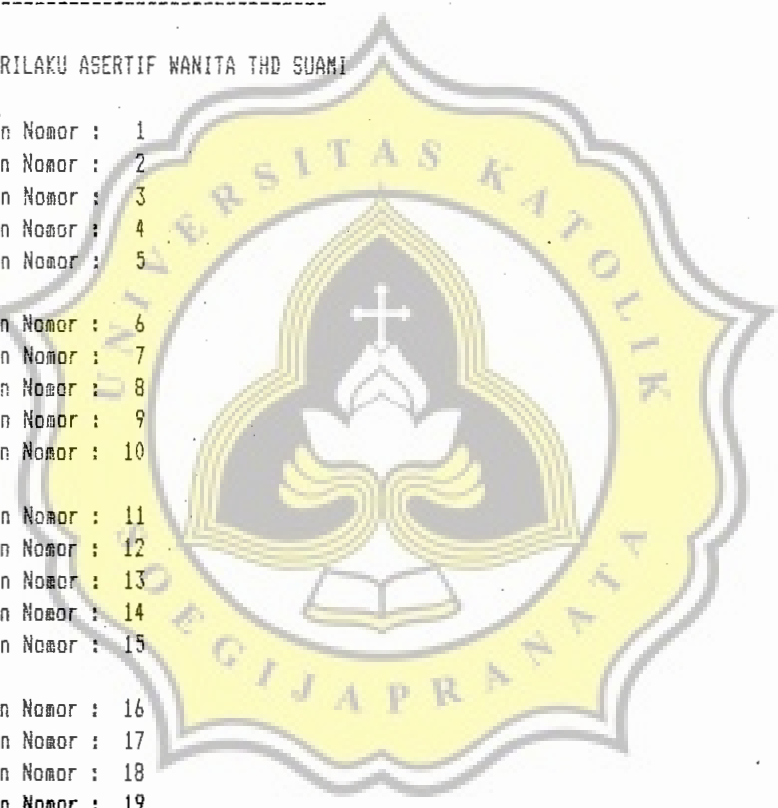 RILAKU ASERTIF WANITA THD SUAMI
n Nomor : 1
n Nomor : 2
n Nomor : 3
n Nomor : 4
n Nomor : 5
n Nomor : 6
n Nomor : 7
n Nomor : 8
n Nomor : 9
n Nomor : 10
n Nomor : 11
n Nomor : 12
n Nomor : 13
n Nomor : 14
n Nomor : 15
n Nomor : 16
n Nomor : 17
n Nomor : 18
n Nomor : 19
UNIVERSITAS KATOLIK
SOEGIJAPRANATA